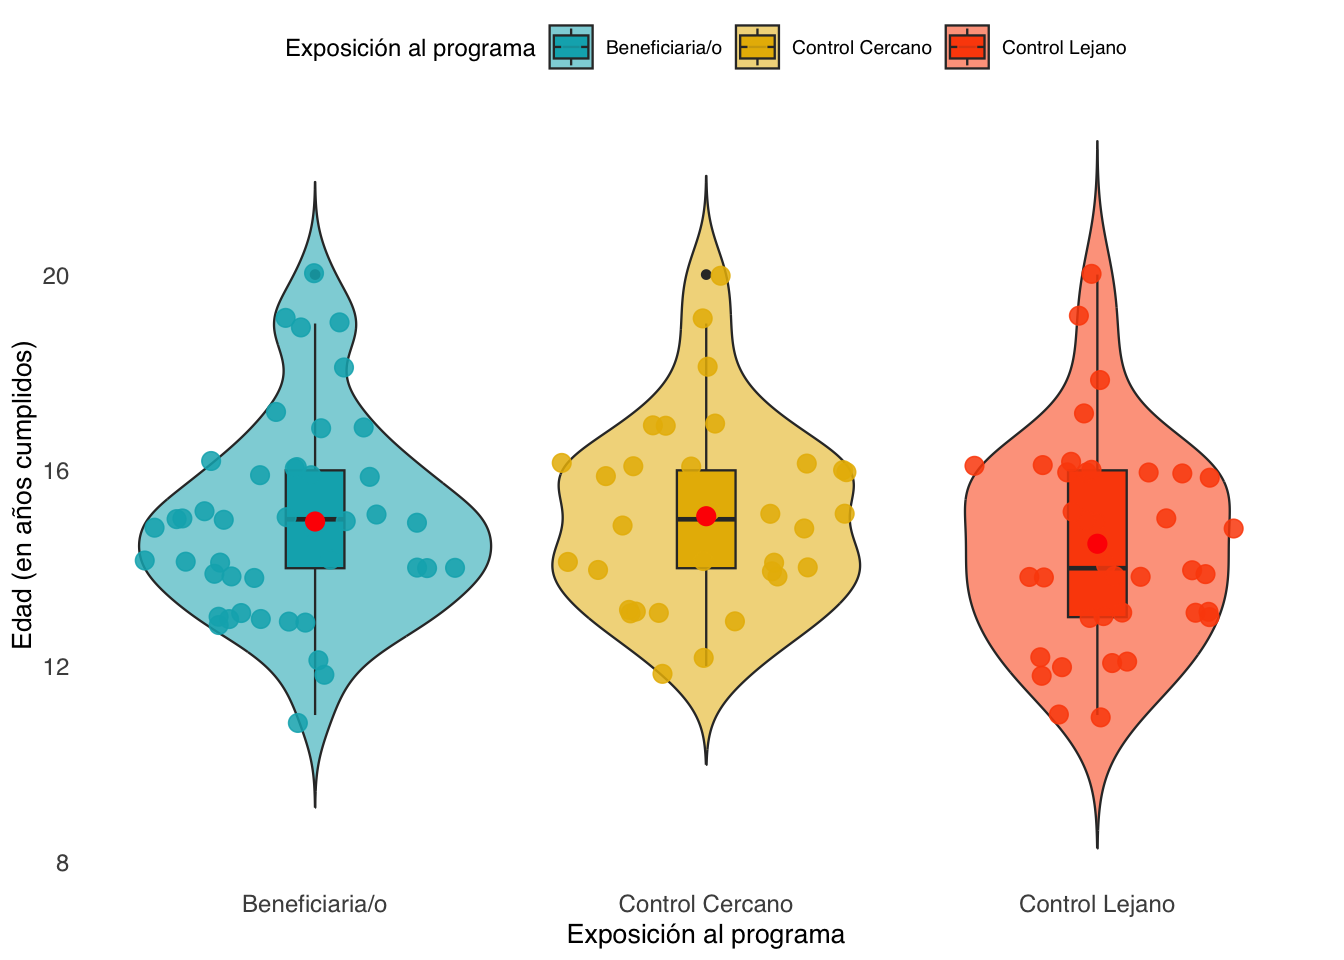 Exposición al programa Beneficiaria/o Control Cercano Control Lejano
Edad (en años cumplidos)
20
16
12
8
Beneficiaria/o Control Cercano Control Lejano
Exposición al programa